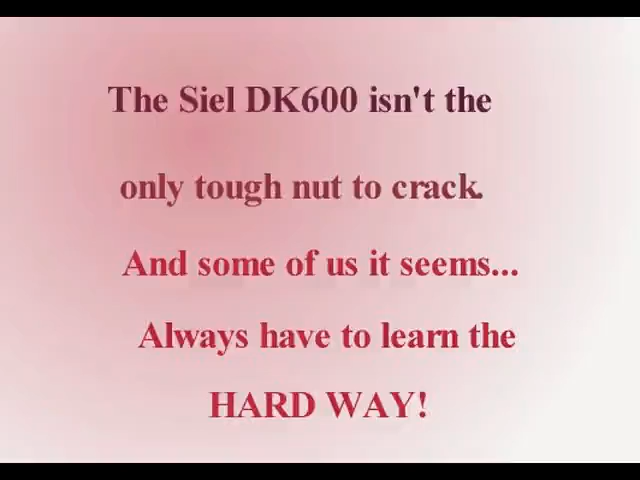 The Siel DK600 isn't the
only tough nut to crack.
And some of us it seems...
Always have to learn the
HARD WAY!